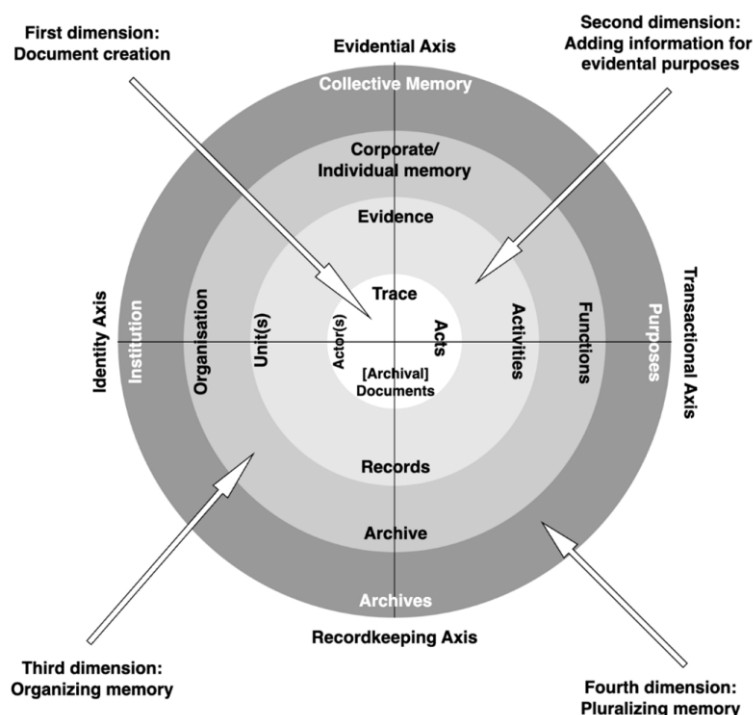 First dimension:
Document creation
Second dimension:
Adding information for
evidental purposes
Evidential Axis
Collective Memory
Corporate/
Individual memory
Evidence
Trace
Identity Axis
Institution
Organisation
Unit(s)
Actor(s)
Acts
Activities
Functions
Purposes
Transactional Axis
[Archival]
Documents
Records
Archive
Archives
Recordkeeping Axis
Third dimension:
Organizing memory
Fourth dimension:
Pluralizing memory